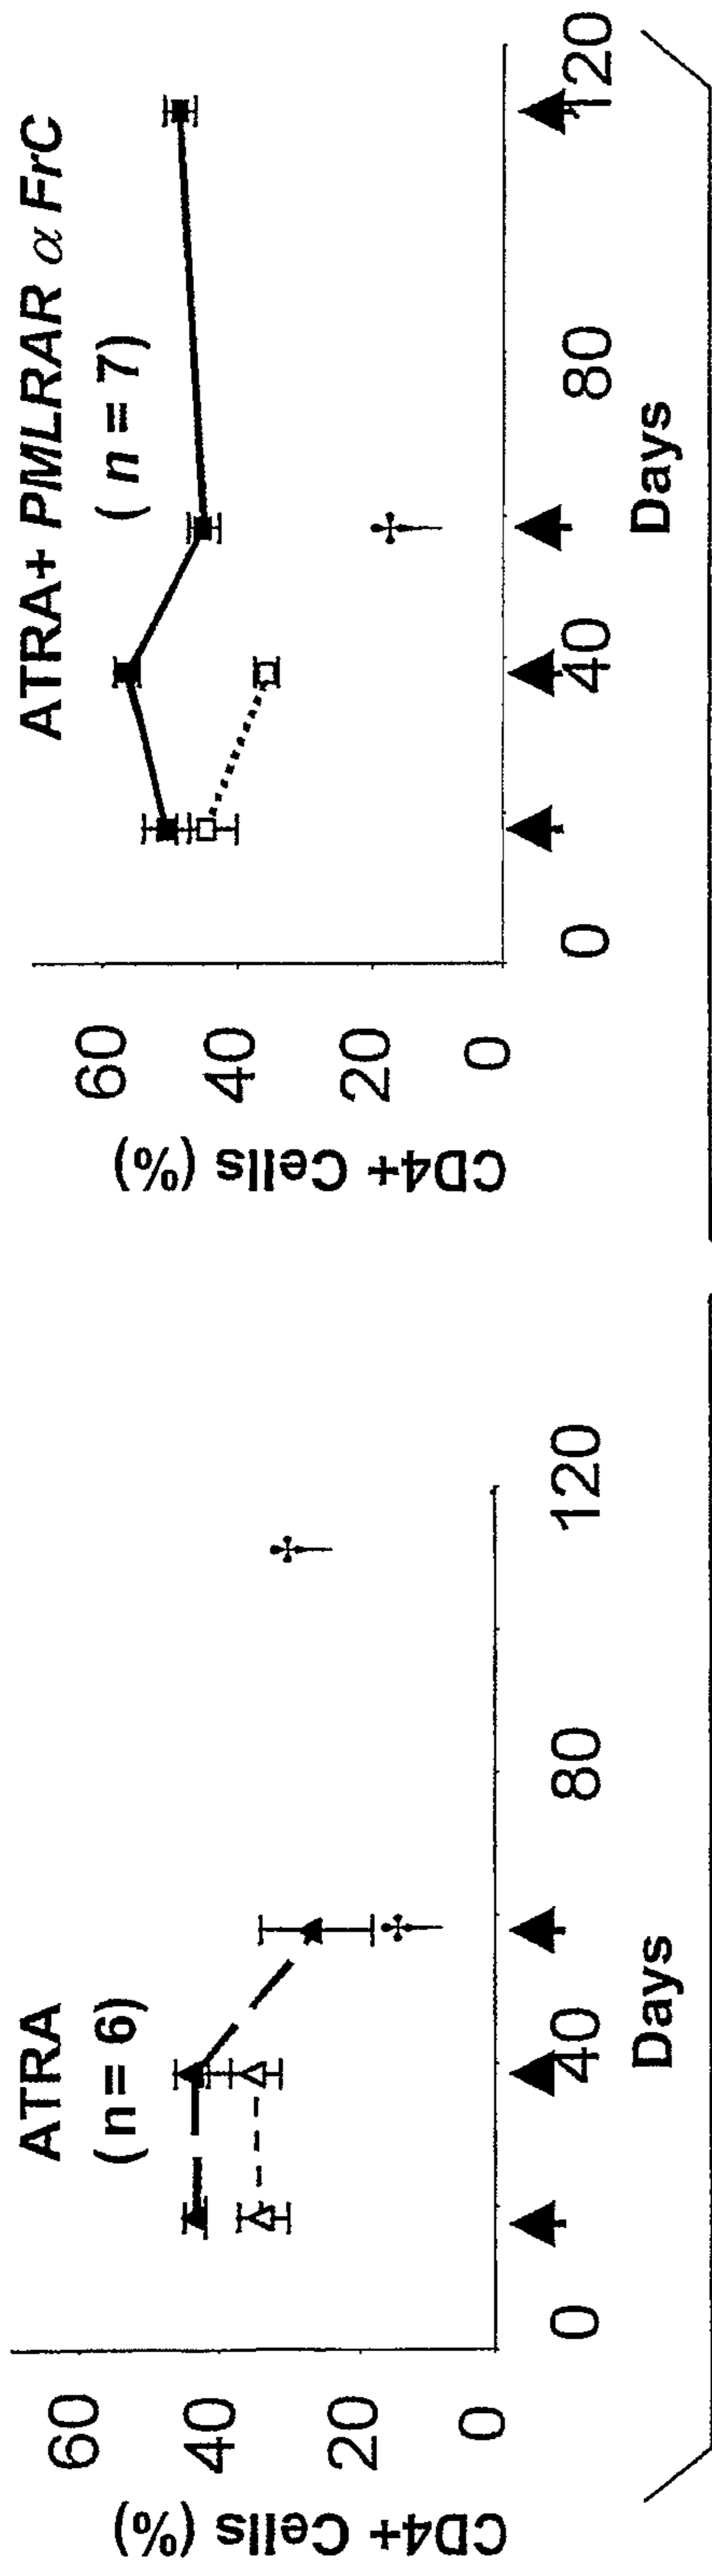 ATRA
(n= 6)
CD4+ Cells (%)
60
40
20
0
0
40
80
120
Days
ATRA+ PMLRAR α FrC
( n = 7)
CD4+ Cells (%)
60
40
20
0
0
40
80
120
Days